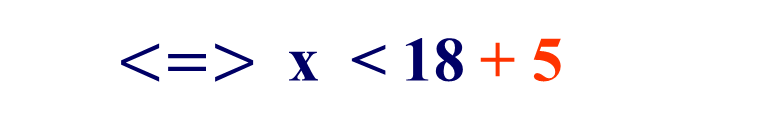 <=> x < 18 + 5